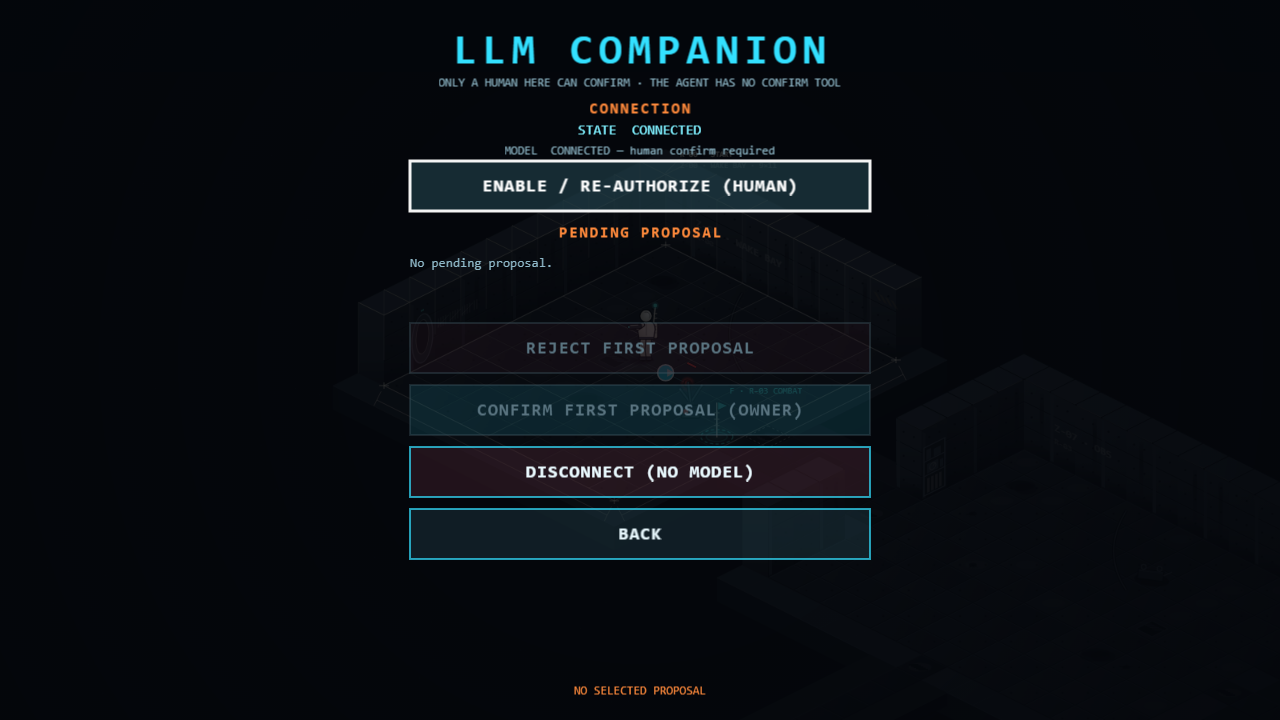 LLM COMPANION
ONLY A HUMAN HERE CAN CONFIRM · THE AGENT HAS NO CONFIRM TOOL
CONNECTION
STATE  CONNECTED
MODEL  CONNECTED — human confirm required
ENABLE / RE-AUTHORIZE (HUMAN)
PENDING PROPOSAL
No pending proposal.
REJECT FIRST PROPOSAL
F · R-03 COMBAT
CONFIRM FIRST PROPOSAL (OWNER)
DISCONNECT (NO MODEL)
BACK
NO SELECTED PROPOSAL